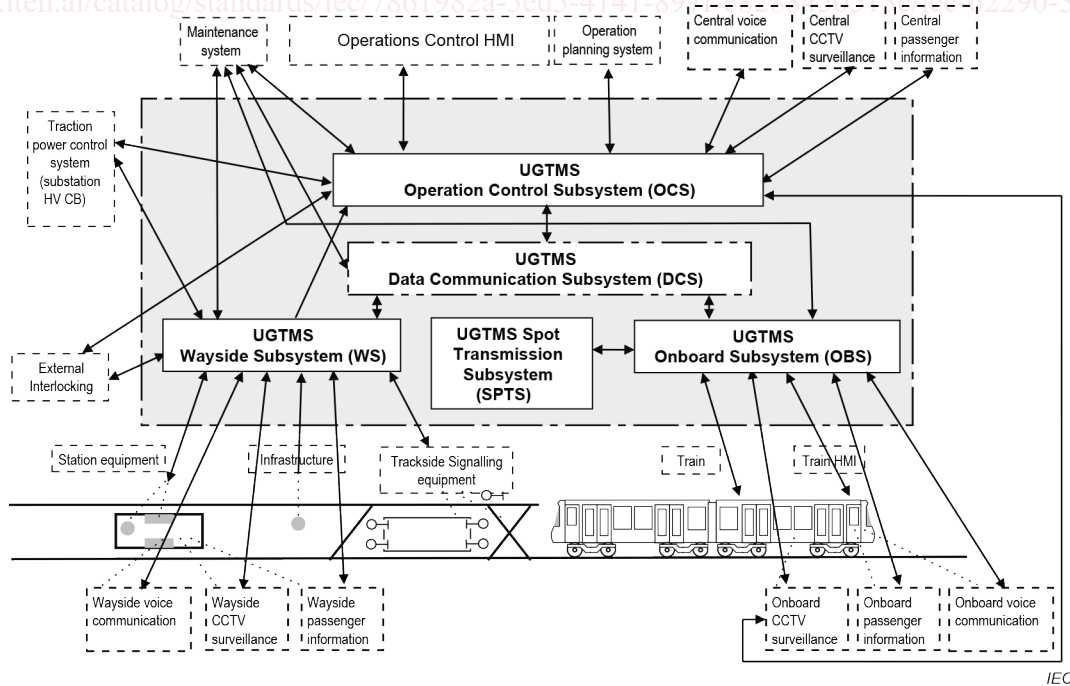 Maintenance
system
Operations Control HMI
Operation
planning system
Central voice
communication
Central
CCTV
surveillance
Central
passenger
information
Traction
power control
system
(substation
HV CB)
UGTMS
Operation Control Subsystem (OCS)
UGTMS
Data Communication Subsystem (DCS)
UGTMS
Wayside Subsystem (WS)
UGTMS Spot
Transmission
Subsystem
(SPTS)
UGTMS
Onboard Subsystem (OBS)
External
Interlocking
Station equipment
Infrastructure
Trackside Signalling
equipment
Train
Train HMI
Wayside voice
communication
Wayside
CCTV
surveillance
Wayside
passenger
information
Onboard
CCTV
surveillance
Onboard
passenger
information
Onboard voice
communication
IEC